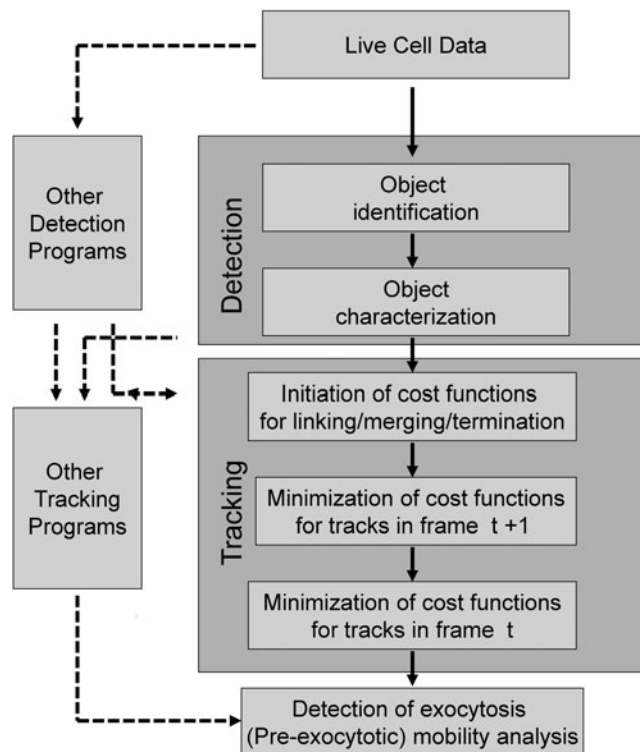 Live Cell Data
Other
Detection
Programs
Detection
Object
identification
Object
characterization
Other
Tracking
Programs
Tracking
Initiation of cost functions
for linking/merging/termination
Minimization of cost functions
for tracks in frame t +1
Minimization of cost functions
for tracks in frame t
Detection of exocytosis
(Pre-exocytotic) mobility analysis